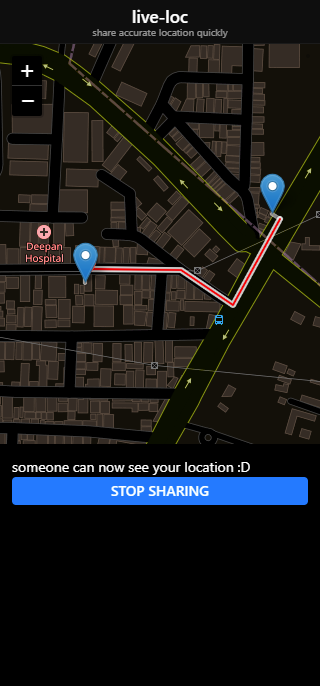 live-loc
share accurate location quickly
+
−
Deepan
Hospital
someone can now see your location :D
STOP SHARING